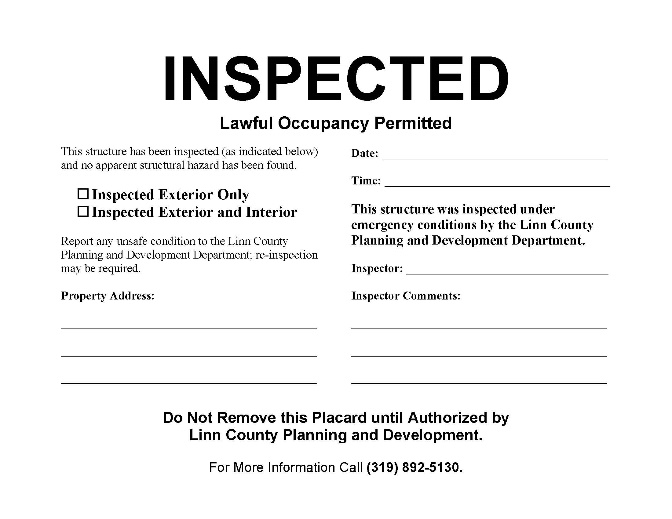 INSPECTED
Lawful Occupancy Permitted
This structure has been inspected (as indicated below)
and no apparent structural hazard has been found.
☐Inspected Exterior Only
☐Inspected Exterior and Interior
Report any unsafe condition to the Linn County
Planning and Development Department; re-inspection
may be required.
Property Address:
Date:
Time:
This structure was inspected under
emergency conditions by the Linn County
Planning and Development Department.
Inspector:
Inspector Comments:
Do Not Remove this Placard until Authorized by
Linn County Planning and Development.
For More Information Call (319) 892-5130.